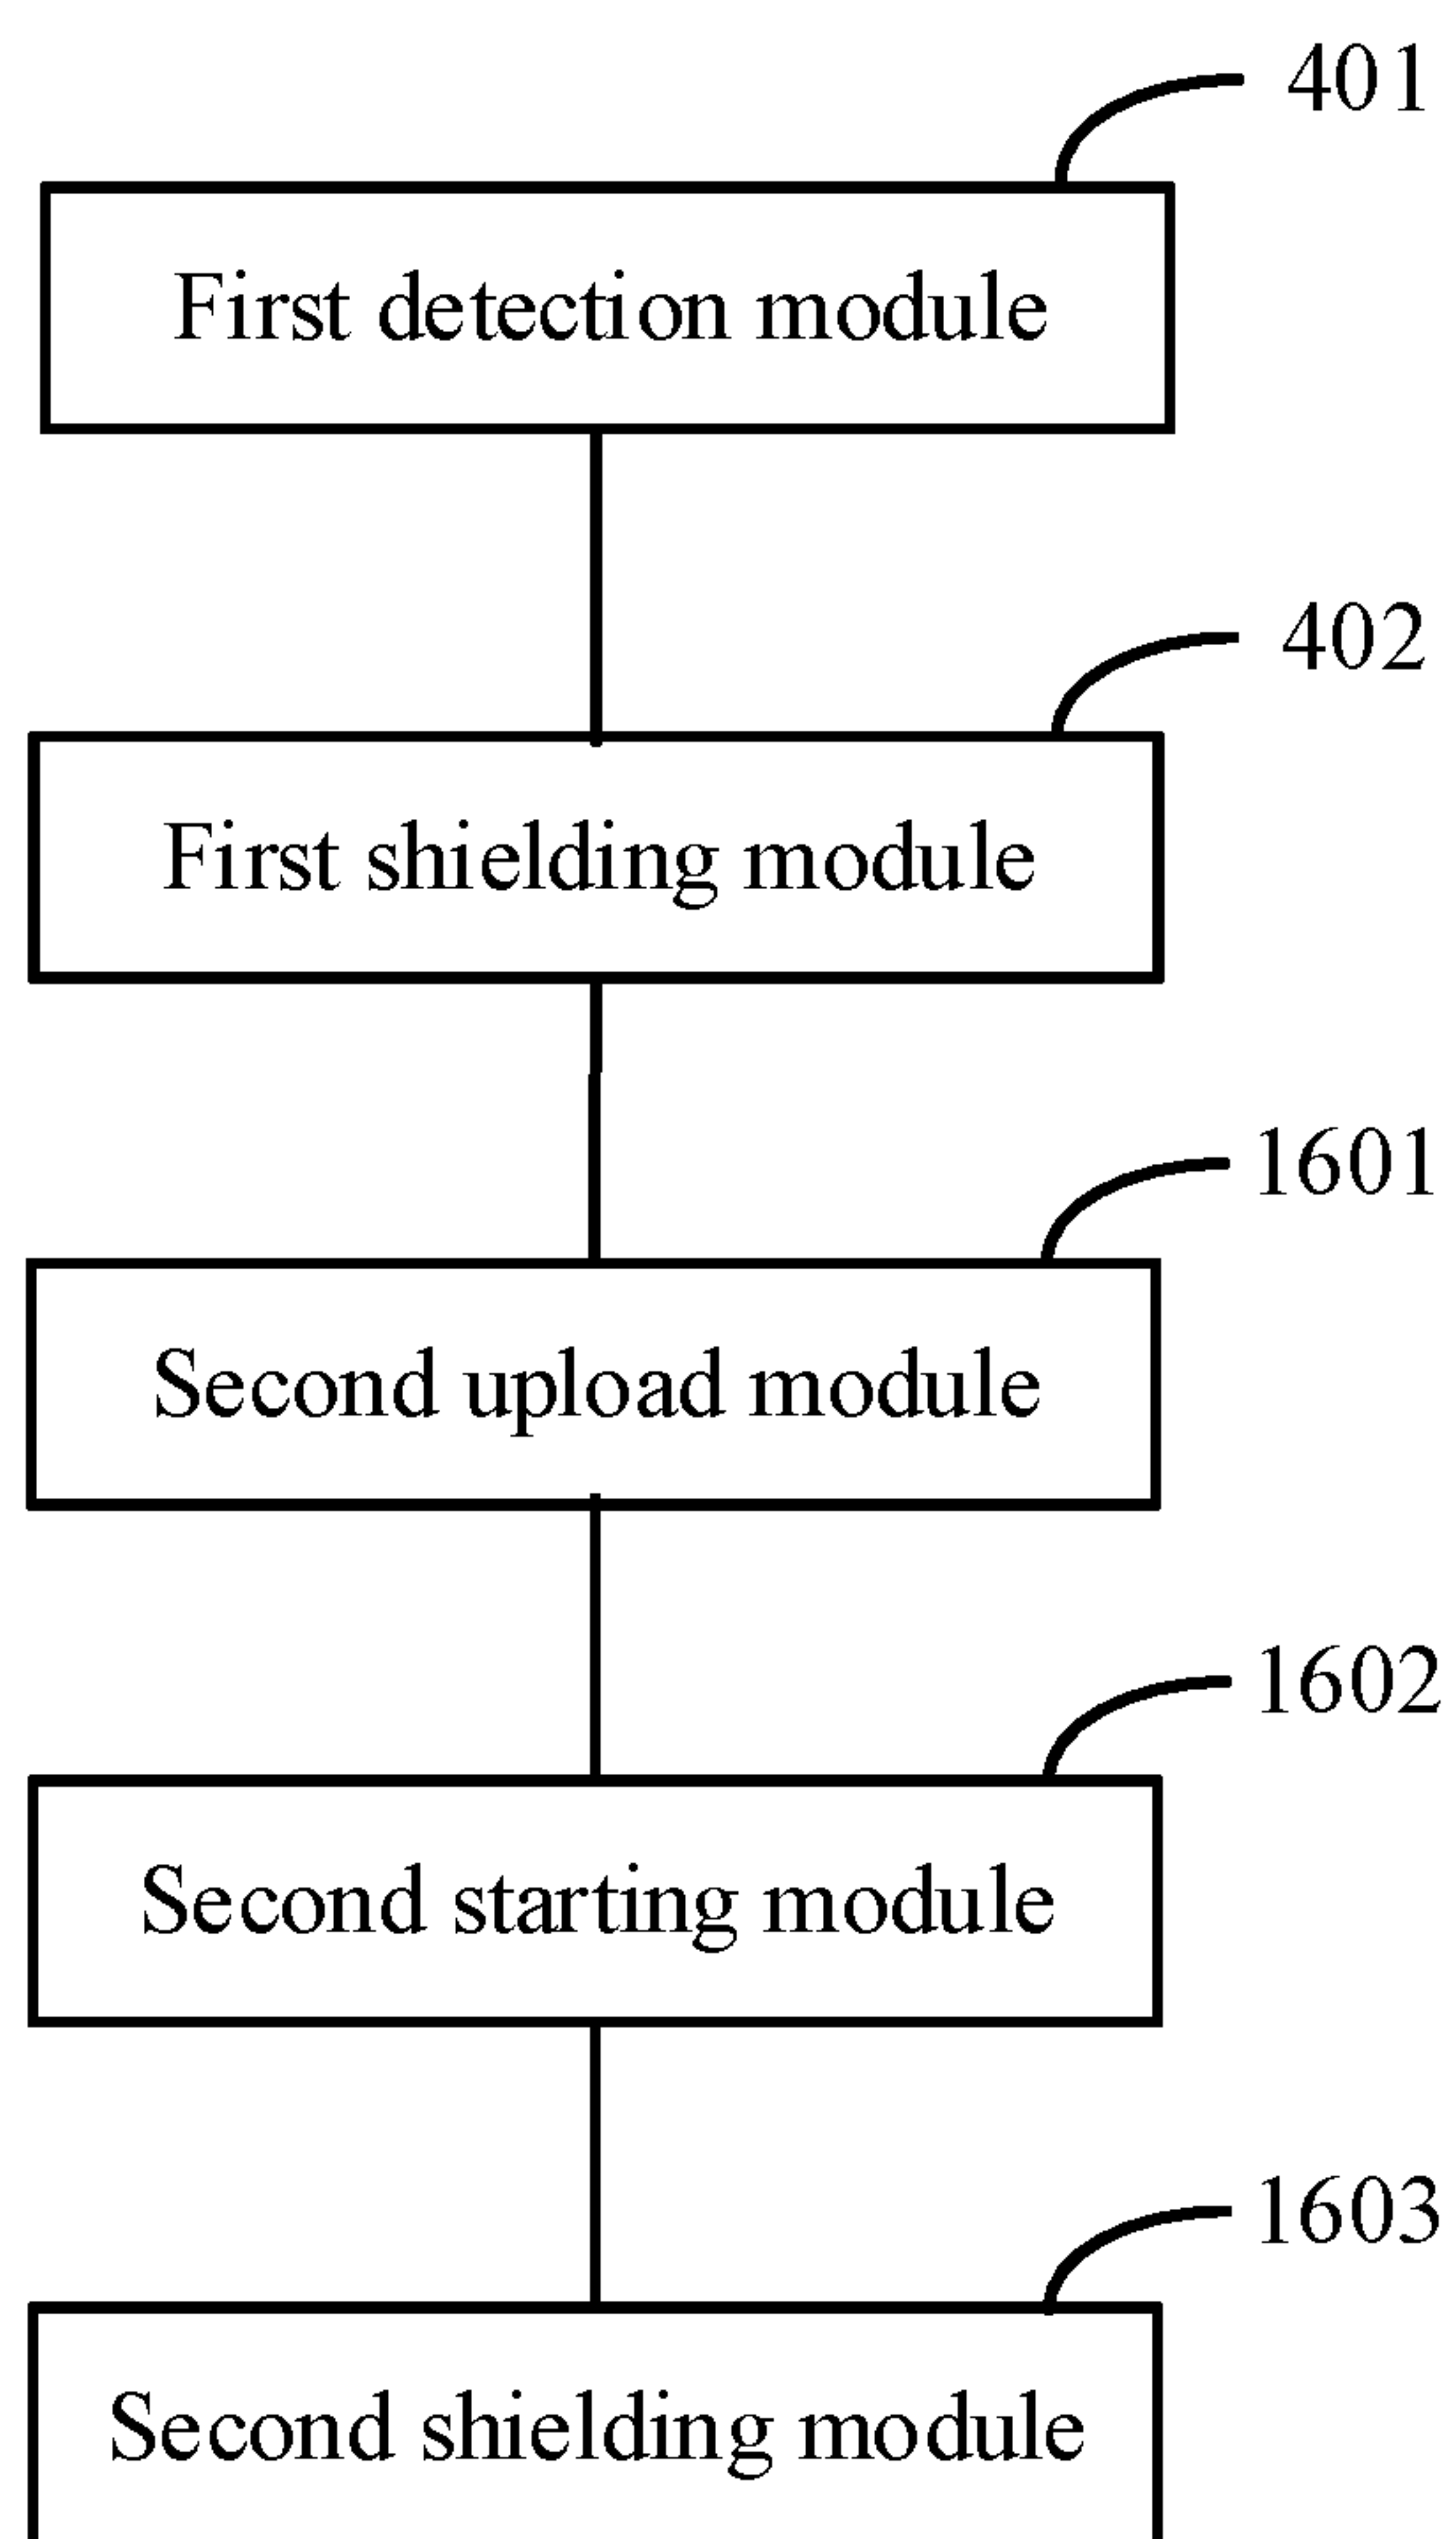 401
First detection module
402
First shielding module
1601
Second upload module
1602
Second starting module
1603
Second shielding module